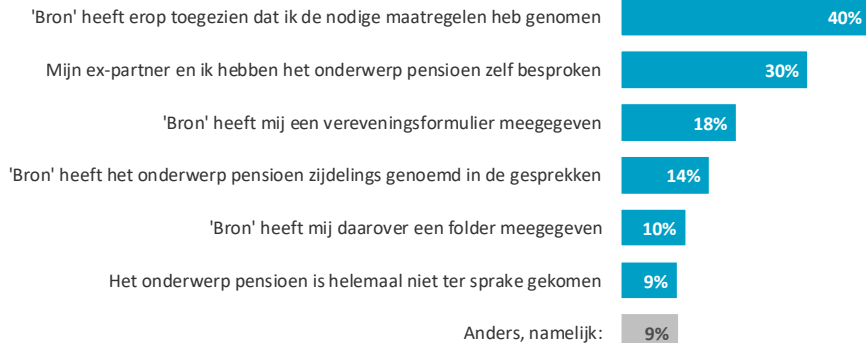 'Bron' heeft erop toegezien dat ik de nodige maatregelen heb genomen 40%
Mijn ex-partner en ik hebben het onderwerp pensioen zelf besproken 30%
'Bron' heeft mij een vereveningsformulier meegegeven 18%
'Bron' heeft het onderwerp pensioen zijdelings genoemd in de gesprekken 14%
'Bron' heeft mij daarover een folder meegegeven 10%
Het onderwerp pensioen is helemaal niet ter sprake gekomen 9%
Anders, namelijk: 9%